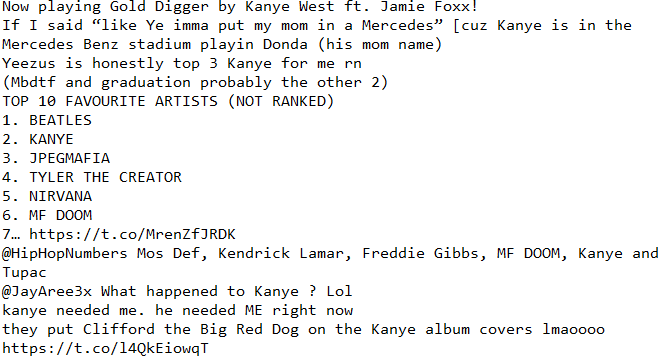 Now playing Gold Digger by Kanye West ft. Jamie Foxx!
If I said “like Ye imma put my mom in a Mercedes” [cuz Kanye is in the
Mercedes Benz stadium playin Donda (his mom name)
Yeezus is honestly top 3 Kanye for me rn
(Mbdtf and graduation probably the other 2)
TOP 10 FAVOURITE ARTISTS (NOT RANKED)
1. BEATLES
2. KANYE
3. JPEGMAFIA
4. TYLER THE CREATOR
5. NIRVANA
6. MF DOOM
7… https://t.co/MrenZfJRDK
@HipHopNumbers Mos Def, Kendrick Lamar, Freddie Gibbs, MF DOOM, Kanye and
Tupac
@JayAree3x What happened to Kanye ? Lol
kanye needed me. he needed ME right now
they put Clifford the Big Red Dog on the Kanye album covers lmaoooo
https://t.co/l4QkEiowqT